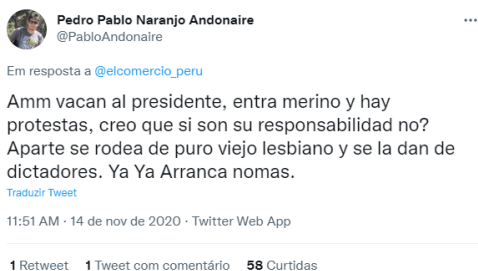 Pedro Pablo Naranjo Andonaire
@PabloAndonaire
Em resposta a @elcomercio_peru
Amm vacan al presidente, entra merino y hay
protestas, creo que si son su responsabilidad no?
Aparte se rodea de puro viejo lesbiano y se la dan de
dictadores. Ya Ya Arranca nomas.
Traduzir Tweet
11:51 AM · 14 de nov de 2020 · Twitter Web App
1 Retweet 1 Tweet com comentário 58 Curtidas